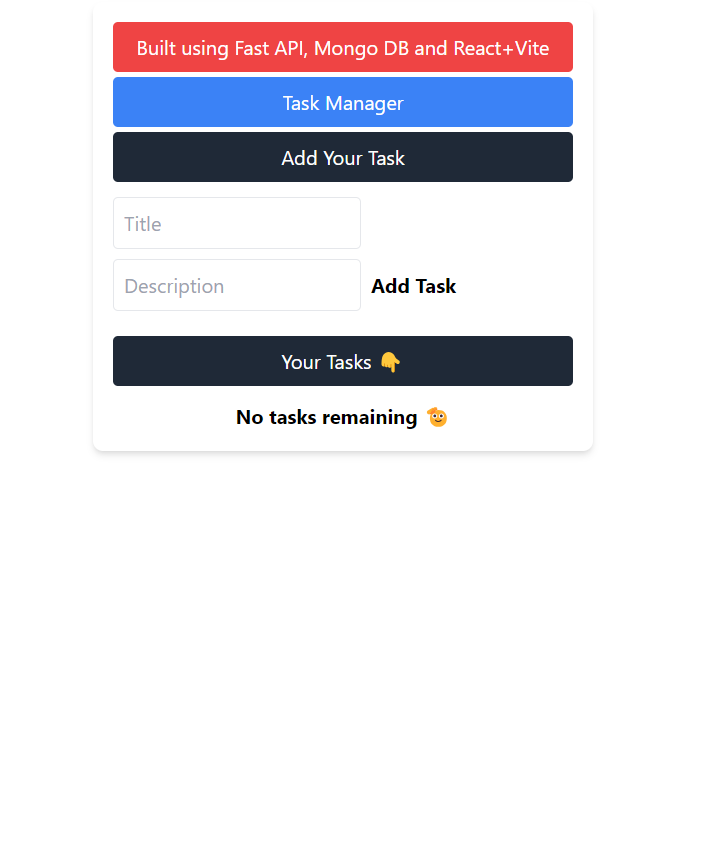 Built using Fast API, Mongo DB and React+Vite
Task Manager
Add Your Task
Title
Description Add Task
Your Tasks 👇
No tasks remaining 🫡